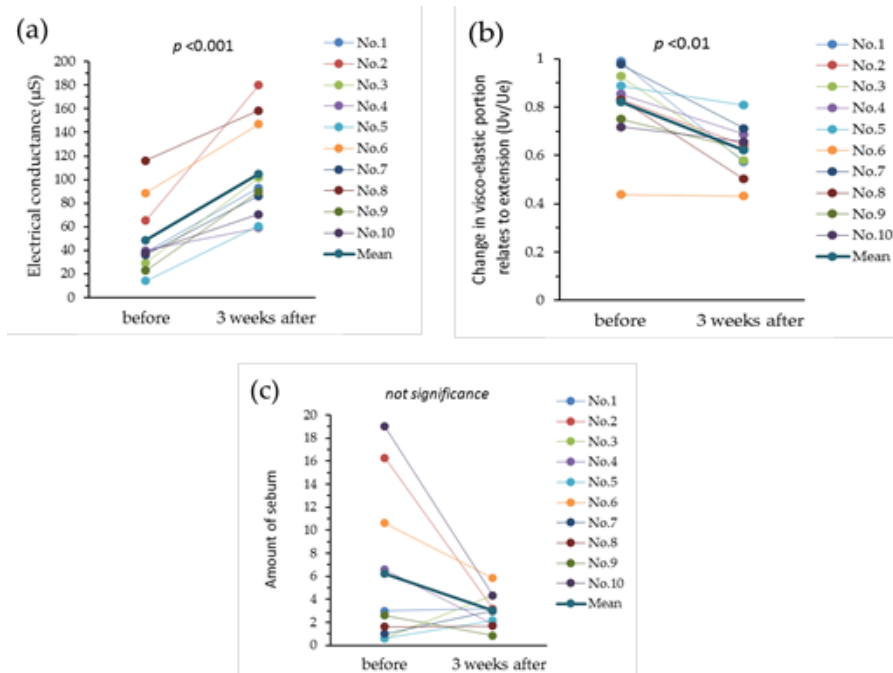 (a)
p <0.001
Electrical conductance (µS)
200
180
160
140
120
100
80
60
40
20
0
before
3 weeks after
No.1
No.2
No.3
No.4
No.5
No.6
No.7
No.8
No.9
No.10
Mean
(b)
p <0.01
Change in visco-elastic portion
relates to extension (Uv/Ue)
1
0.8
0.6
0.4
0.2
0
before
3 weeks after
No.1
No.2
No.3
No.4
No.5
No.6
No.7
No.8
No.9
No.10
Mean
(c)
not significance
Amount of sebum
20
18
16
14
12
10
8
6
4
2
0
before
3 weeks after
No.1
No.2
No.3
No.4
No.5
No.6
No.7
No.8
No.9
No.10
Mean